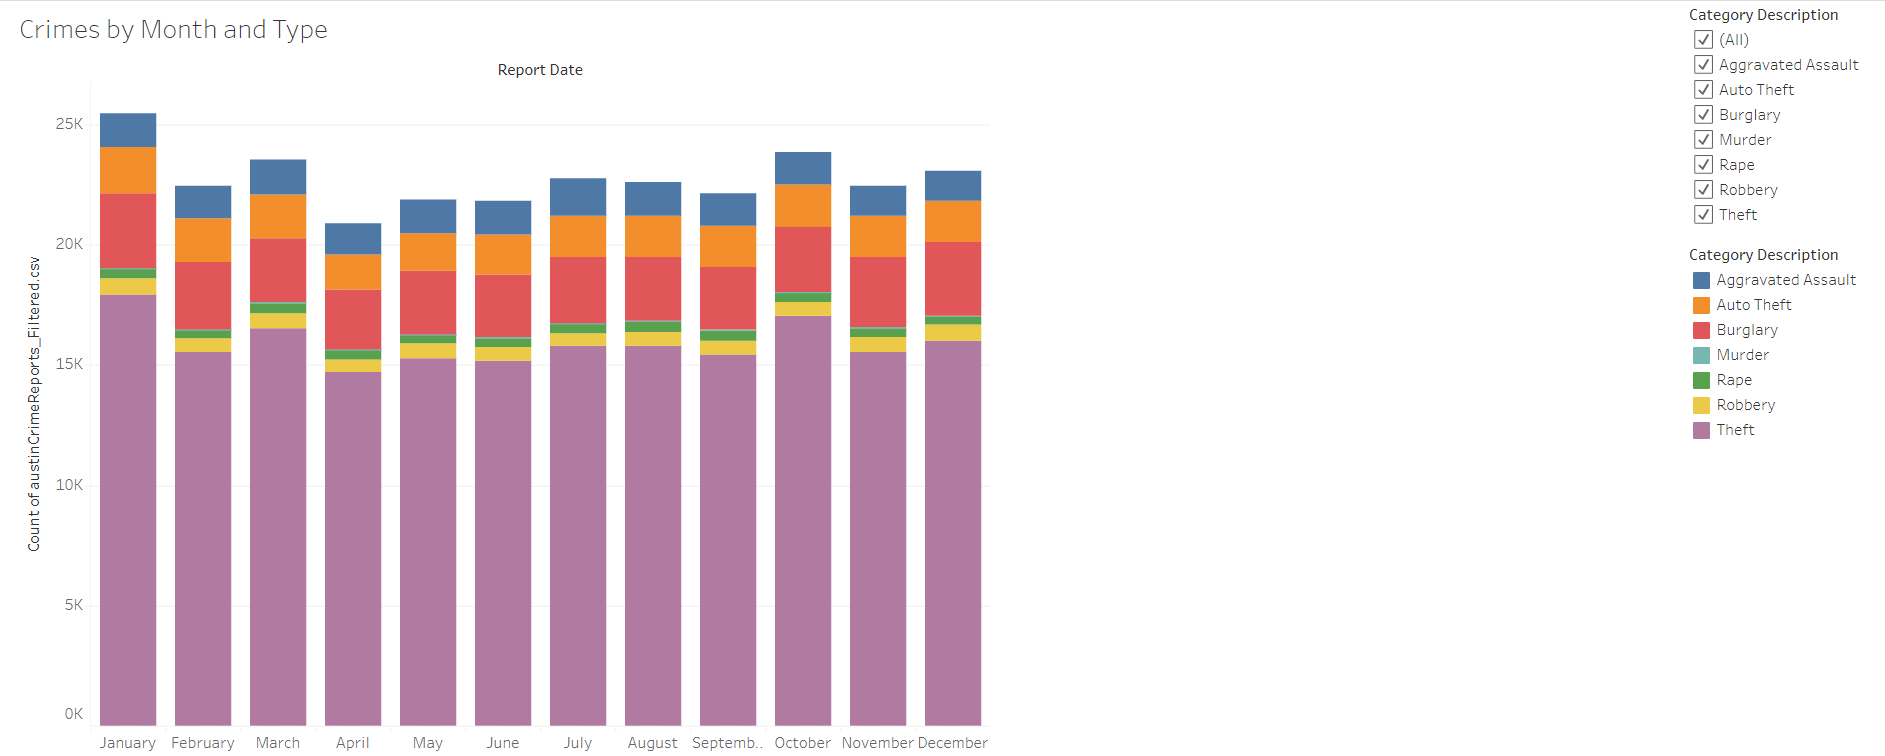 Crimes by Month and Type
Report Date
Count of austinCrimeReports_Filtered.csv
25K
20K
15K
10K
5K
0K
January February March April May June July August Septemb.. October November December
Category Description
(All)
Aggravated Assault
Auto Theft
Burglary
Murder
Rape
Robbery
Theft
Category Description
Aggravated Assault
Auto Theft
Burglary
Murder
Rape
Robbery
Theft